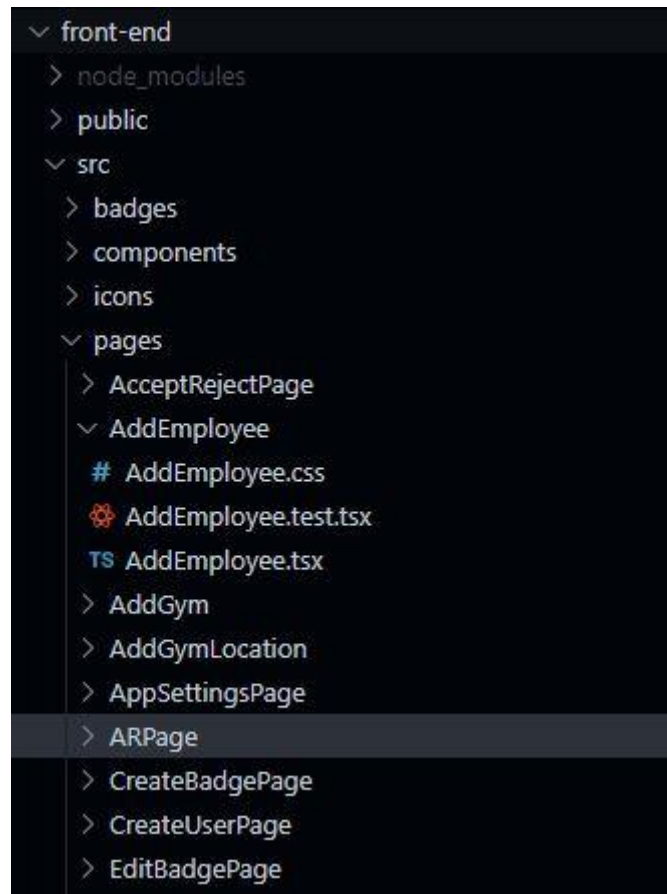 front-end
node_modules
public
src
badges
components
icons
pages
AcceptRejectPage
AddEmployee
# AddEmployee.css
AddEmployee.test.tsx
TS AddEmployee.tsx
AddGym
AddGymLocation
AppSettingsPage
ARPage
CreateBadgePage
CreateUserPage
EditBadgePage